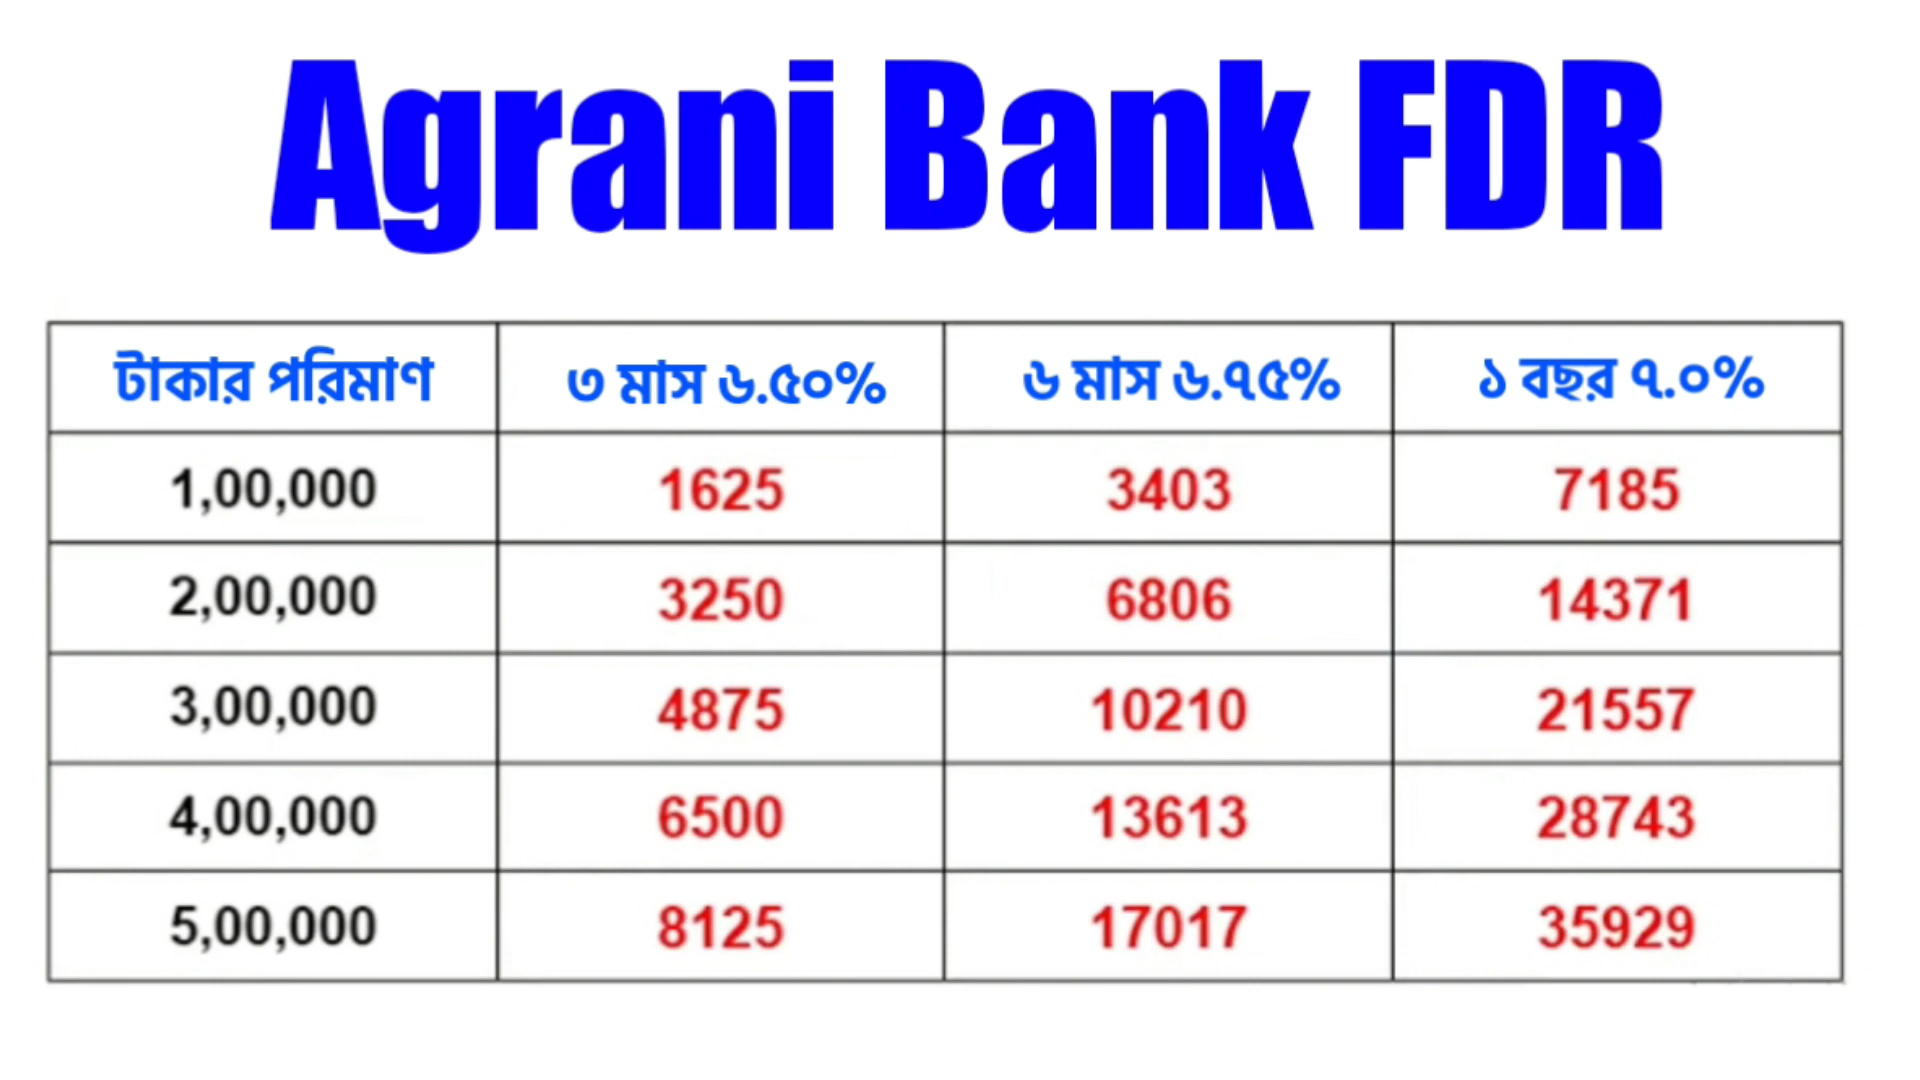 Agrani Bank FDR
টাকার পরিমাণ ৩ মাস ৬.৫০% ৬ মাস ৬.৭৫% ১ বছর ৭.০%
1,00,000 1625 3403 7185
2,00,000 3250 6806 14371
3,00,000 4875 10210 21557
4,00,000 6500 13613 28743
5,00,000 8125 17017 35929